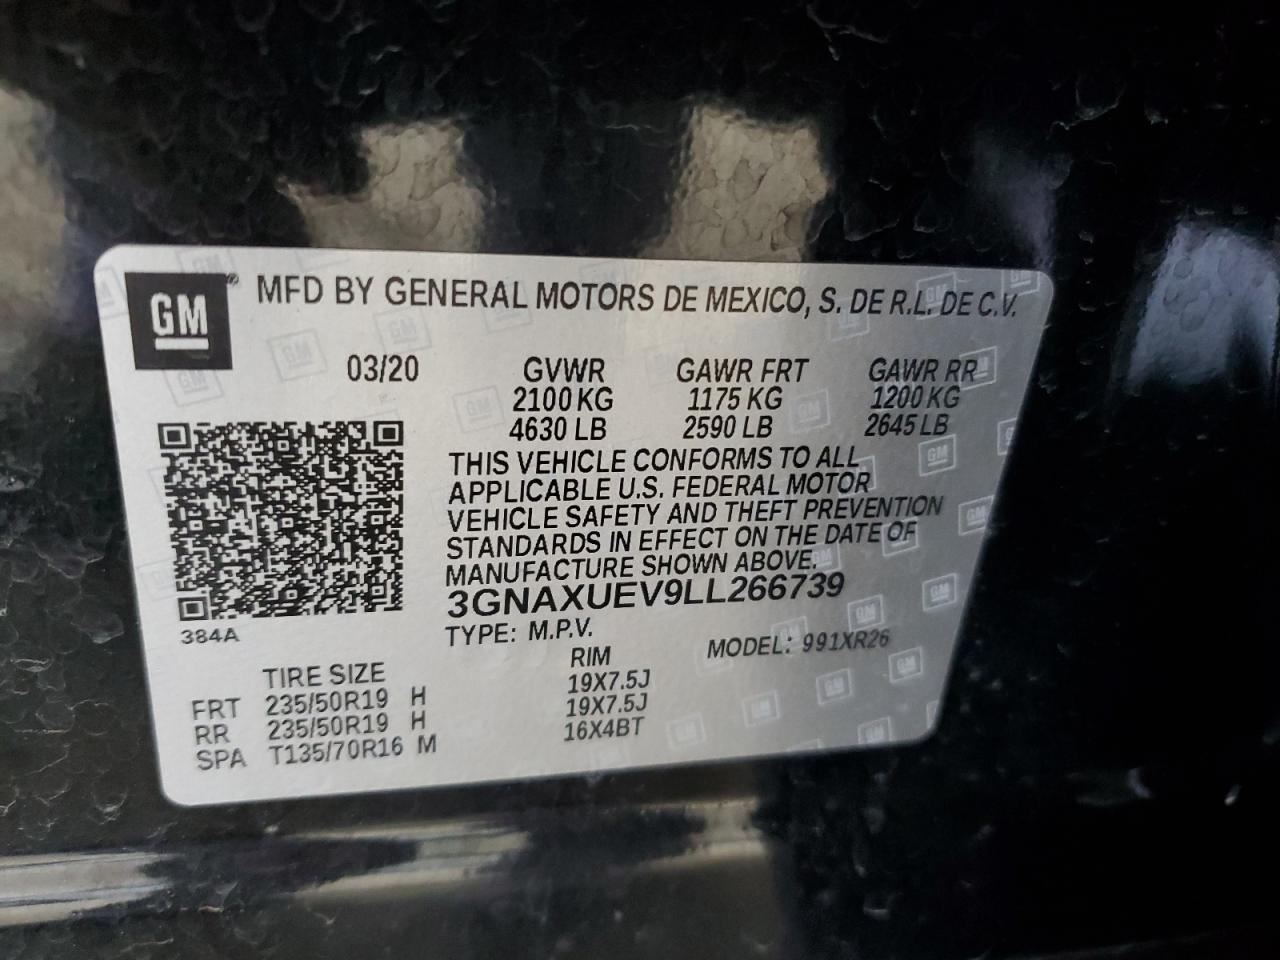 GM ® MFD BY GENERAL MOTORS DE MEXICO, S. DE R.L. DE C.V.
03/20 GVWR GAWR FRT GAWR RR
2100 KG 1175 KG 1200 KG
4630 LB 2590 LB 2645 LB
THIS VEHICLE CONFORMS TO ALL
APPLICABLE U.S. FEDERAL MOTOR
VEHICLE SAFETY AND THEFT PREVENTION
STANDARDS IN EFFECT ON THE DATE OF
MANUFACTURE SHOWN ABOVE.
3GNAXUEV9LL266739
384A
TYPE: M.P.V. MODEL: 991XR26
TIRE SIZE RIM
FRT 235/50R19 H 19X7.5J
RR 235/50R19 H 19X7.5J
SPA T135/70R16 M 16X4BT